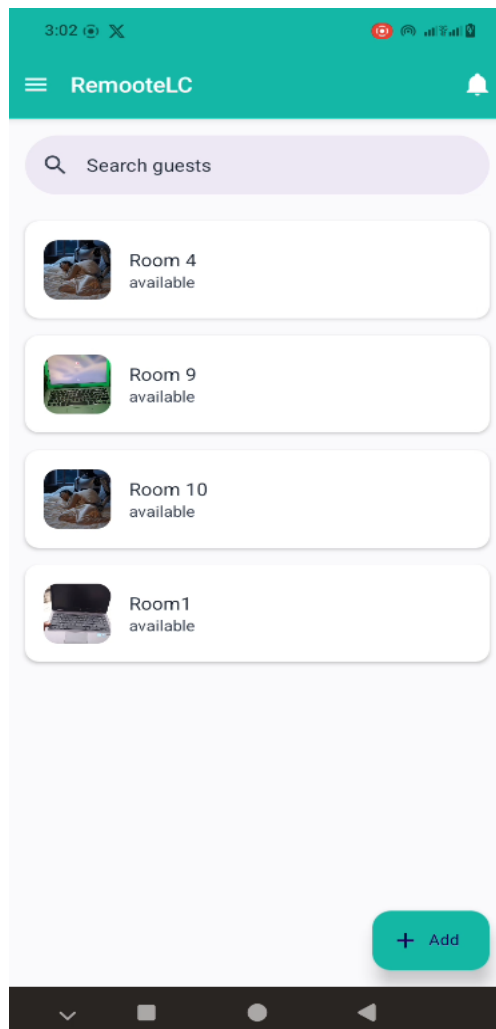 3:02
RemooteLC
Search guests
Room 4
available
Room 9
available
Room 10
available
Room1
available
+ Add